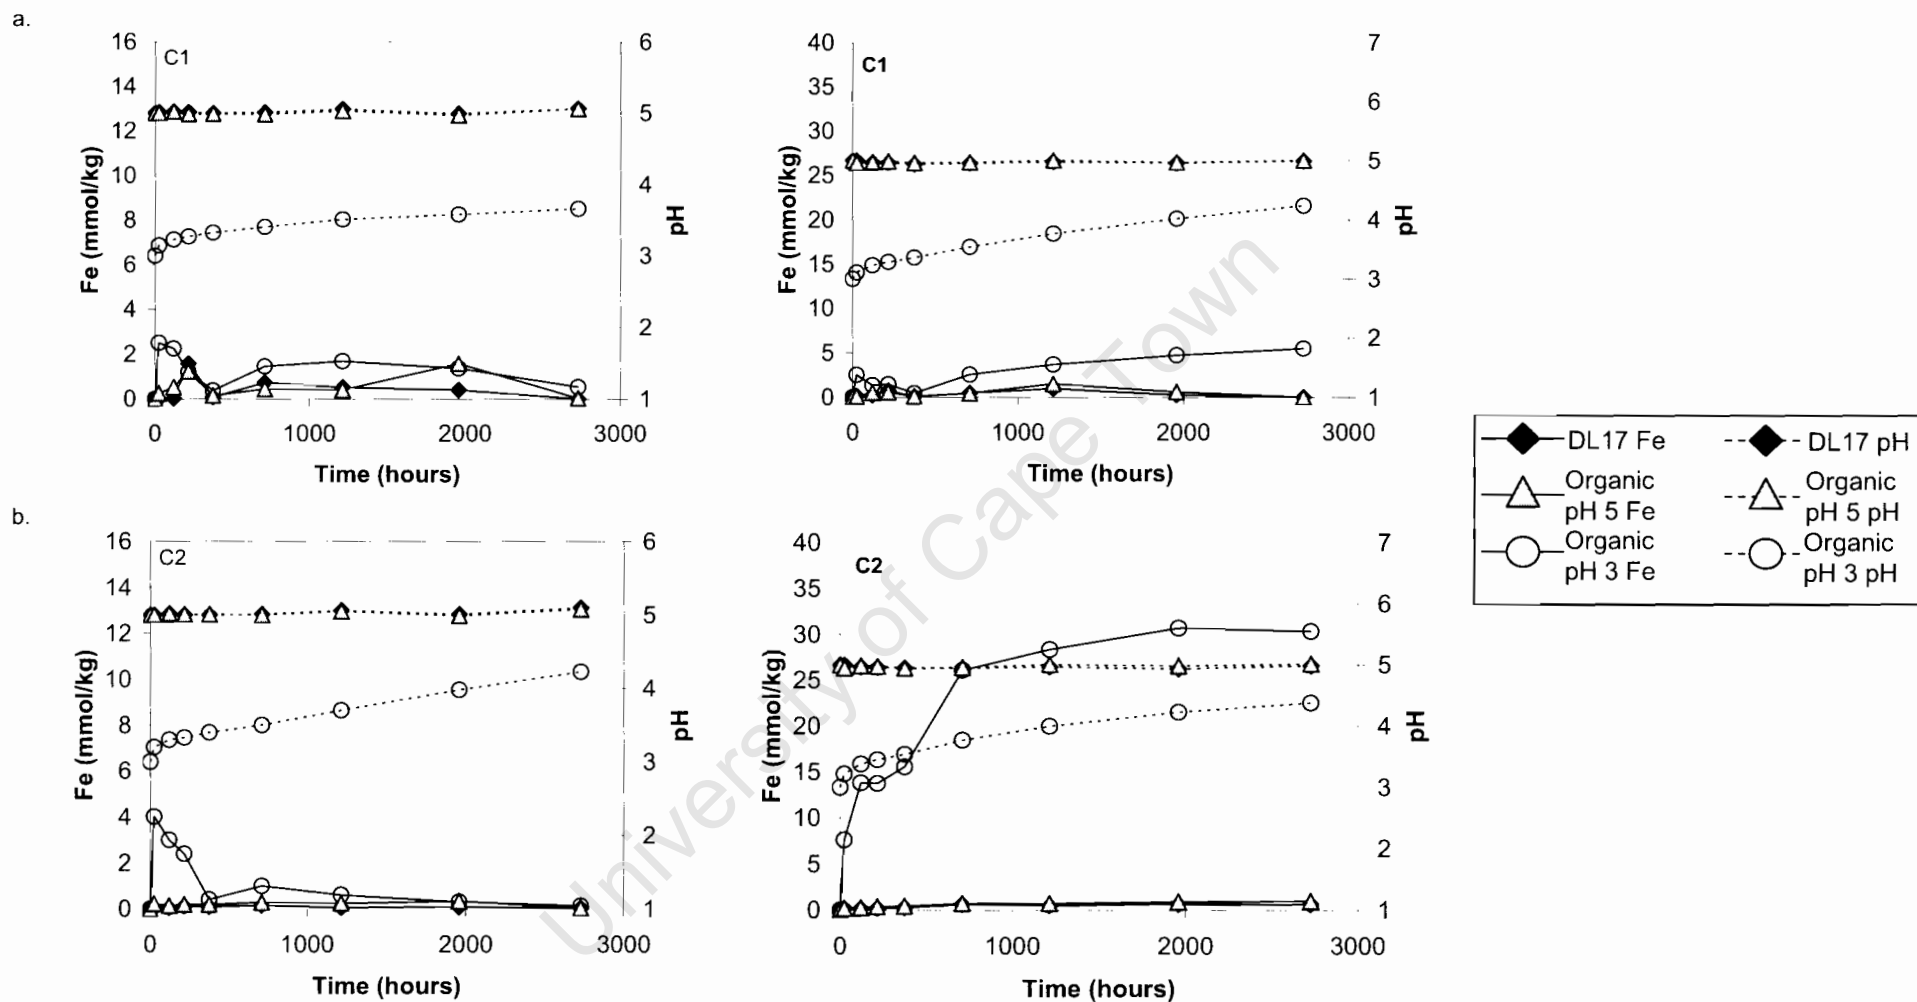 a.
C1
16
14
12
10
8
6
4
2
0
6
5
4
3
2
1
0
1000
2000
3000
Fe (mmol/kg)
pH
Time (hours)
C1
40
35
30
25
20
15
10
5
0
7
6
5
4
3
2
1
0
1000
2000
3000
Fe (mmol/kg)
pH
Time (hours)
b.
C2
16
14
12
10
8
6
4
2
0
6
5
4
3
2
1
0
1000
2000
3000
Fe (mmol/kg)
pH
Time (hours)
C2
40
35
30
25
20
15
10
5
0
7
6
5
4
3
2
1
0
1000
2000
3000
Fe (mmol/kg)
pH
Time (hours)
DL17 Fe
DL17 pH
Organic
pH 5 Fe
Organic
pH 5 pH
Organic
pH 3 Fe
Organic
pH 3 pH
University of Cape Town